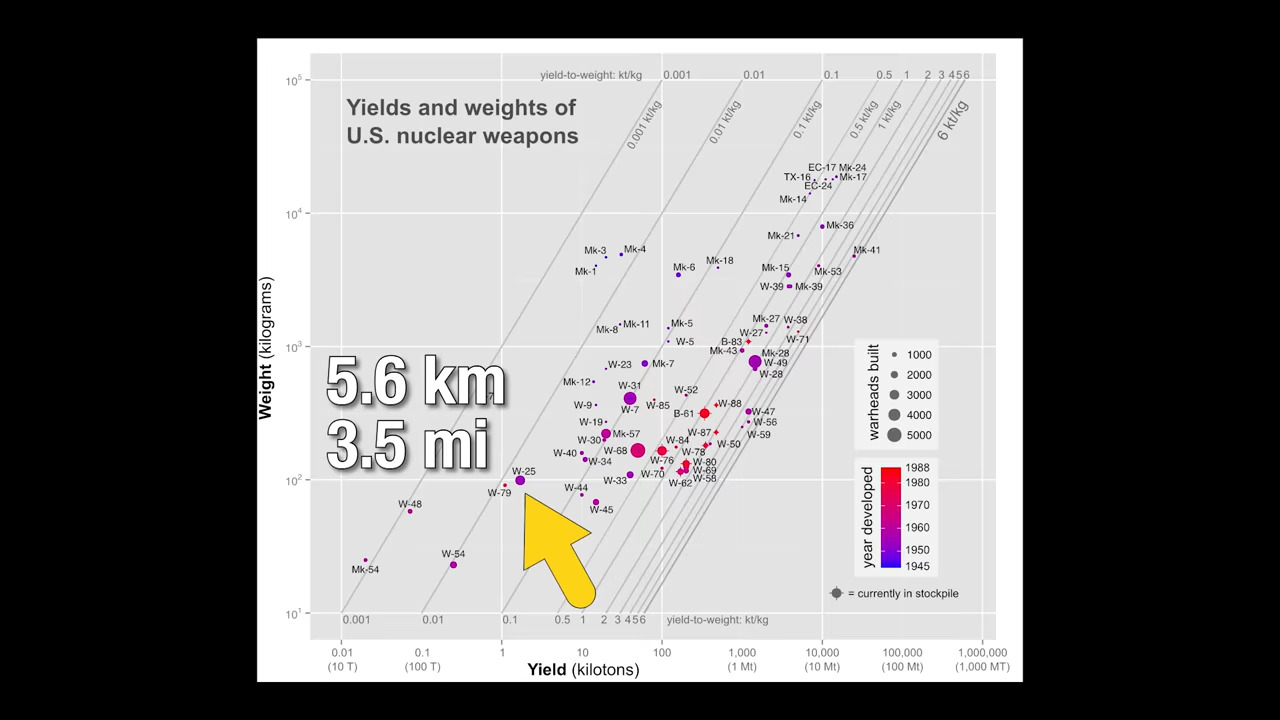 yield-to-weight: kt/kg 0.001 0.01 0.1 0.5 1 2 3 4 5 6
10⁵
Yields and weights of
U.S. nuclear weapons
0.001 kt/kg
0.01 kt/kg
0.1 kt/kg
0.5 kt/kg
1 kt/kg
6 kt/kg
EC-17 Mk-24
TX-16 Mk-17
EC-24
Mk-14
10⁴
Mk-36
Mk-21
Mk-3 Mk-4
Mk-41
Mk-1
Mk-6
Mk-18
Mk-15
Mk-53
W-39 Mk-39
Mk-8 Mk-11
Mk-5
Mk-27 W-38
W-5
W-27
W-71
10³
B-83
Mk-43
Mk-28
W-49
W-28
W-23
Mk-7
Mk-12
W-31
W-52
W-9
W-7
W-85
W-88
B-61
W-47
W-19
W-56
W-30
Mk-57
W-87
W-59
W-68
W-84
W-50
W-40
W-78
W-34
W-76
W-80
W-33
W-70
W-69
W-62
W-58
10²
W-25
W-79
W-44
W-45
W-48
W-54
Mk-54
10¹
Weight (kilograms)
5.6 km
3.5 mi
warheads built
1000
2000
3000
4000
5000
year developed
1988
1980
1970
1960
1950
1945
= currently in stockpile
0.001 0.01 0.1 0.5 1 2 3 4 5 6 yield-to-weight: kt/kg
0.01 0.1 1 10 100 1,000 10,000 100,000 1,000,000
(10 T) (100 T) (1 Mt) (10 Mt) (100 Mt) (1,000 MT)
Yield (kilotons)